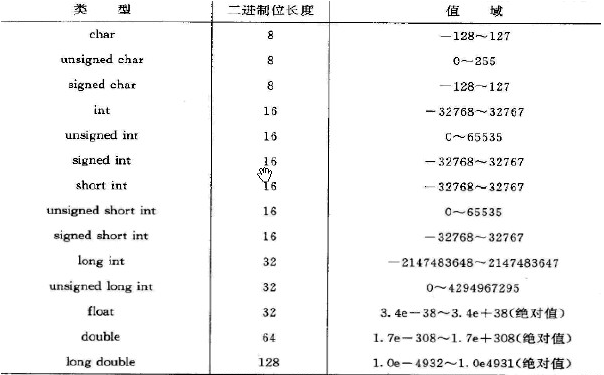 类 型 二进制位长度 值 域
char 8 -128～127
unsigned char 8 0～255
signed char 8 -128～127
int 16 -32768～32767
unsigned int 16 0～65535
signed int 16 -32768～32767
short int 16 -32768～32767
unsigned short int 16 0～65535
signed short int 16 -32768～32767
long int 32 -2147483648～2147483647
unsigned long int 32 0～4294967295
float 32 3.4e-38～3.4e+38(绝对值)
double 64 1.7e-308～1.7e+308(绝对值)
long double 128 1.0e-4932～1.0e4931(绝对值)